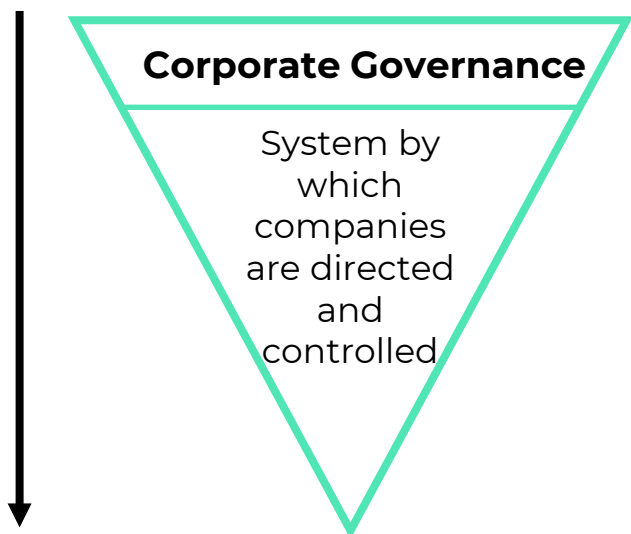 Corporate Governance
System by
which
companies
are directed
and
controlled